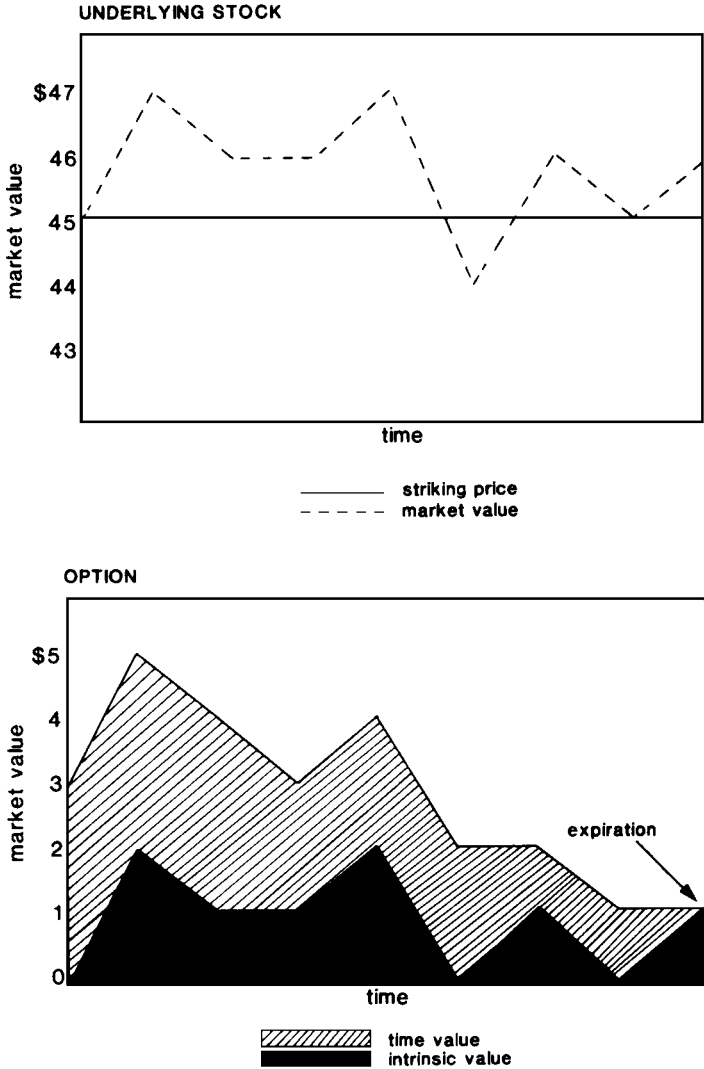 UNDERLYING STOCK
$47
46
45
44
43
market value
time
striking price
market value
OPTION
$5
4
3
2
1
0
market value
expiration
time
time value
intrinsic value